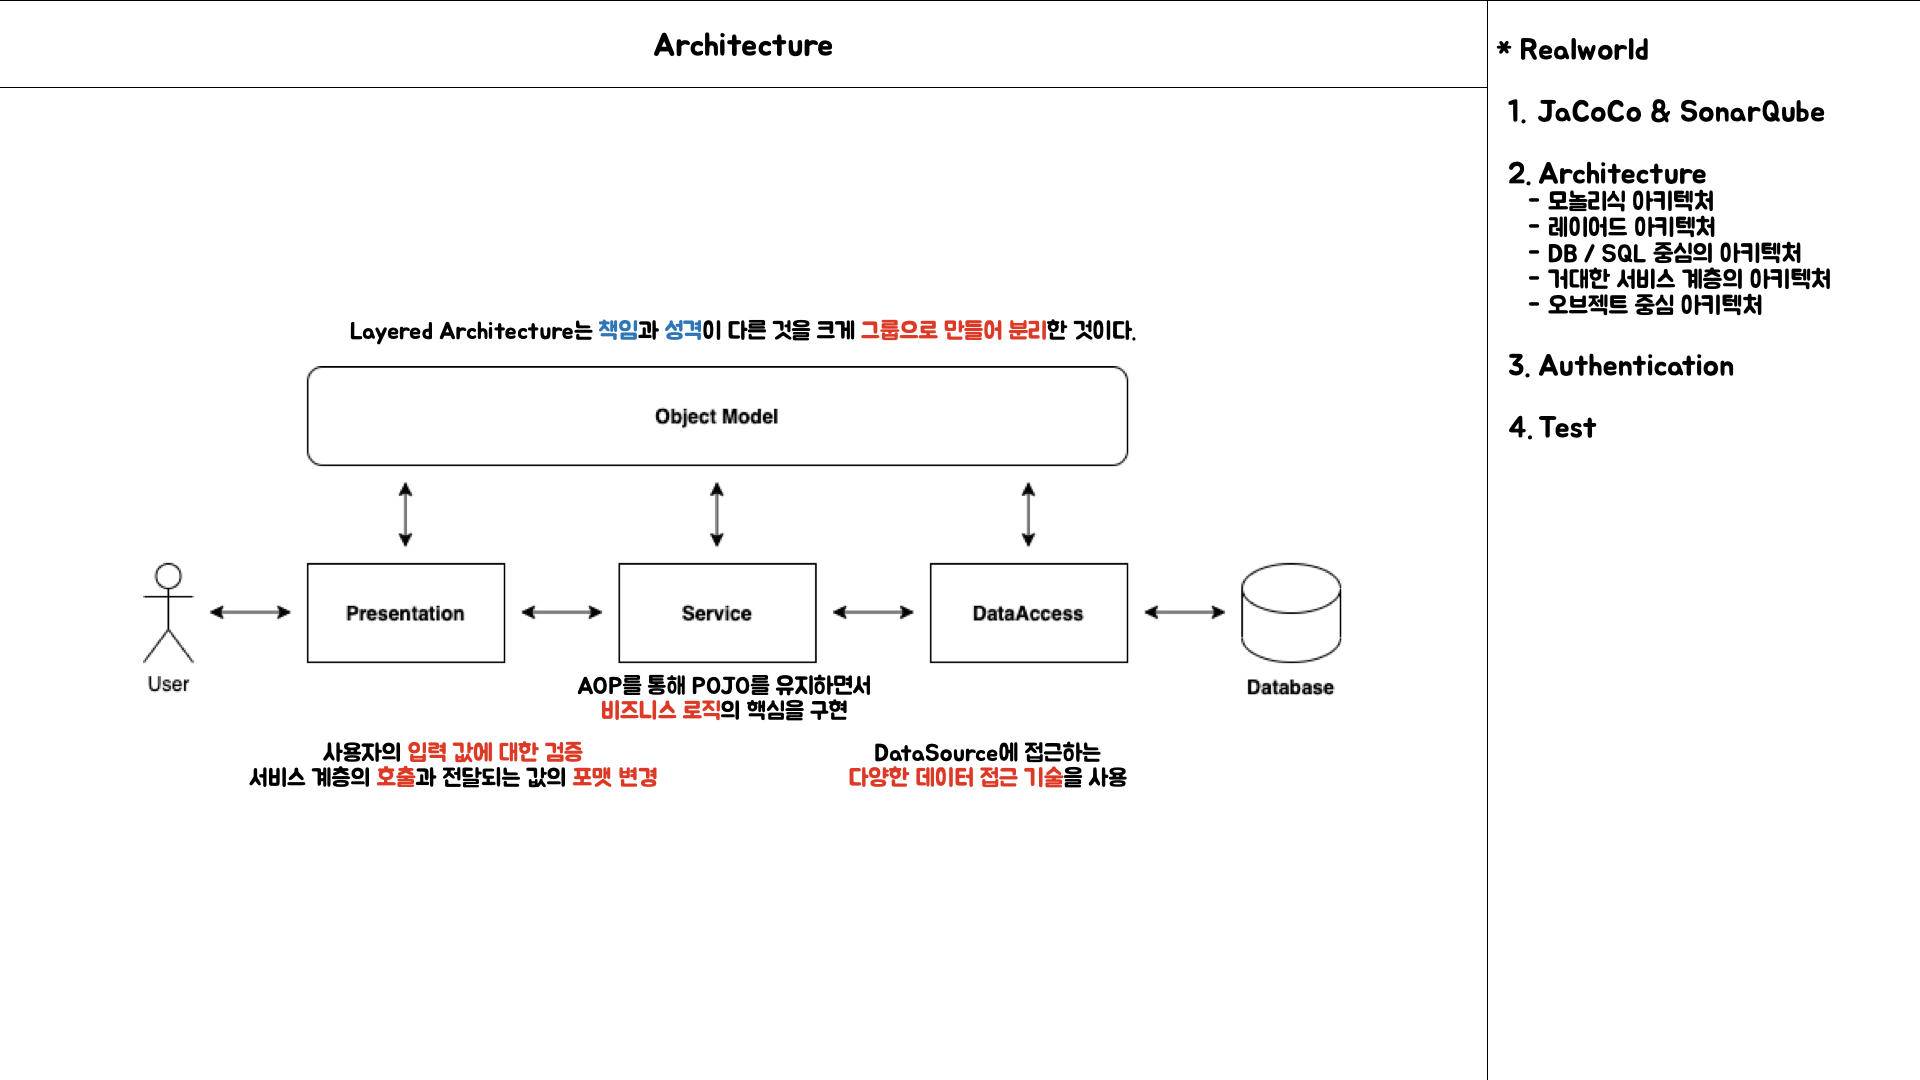 Architecture
Layered Architecture는 책임과 성격이 다른 것을 크게 그룹으로 만들어 분리한 것이다.
Object Model
Presentation
Service
DataAccess
User
Database
AOP를 통해 POJO를 유지하면서
비즈니스 로직의 핵심을 구현
사용자의 입력 값에 대한 검증
서비스 계층의 호출과 전달되는 값의 포맷 변경
DataSource에 접근하는
다양한 데이터 접근 기술을 사용
* Realworld
1. JaCoCo & SonarQube
2. Architecture
- 모놀리식 아키텍처
- 레이어드 아키텍처
- DB / SQL 중심의 아키텍처
- 거대한 서비스 계층의 아키텍처
- 오브젝트 중심 아키텍처
3. Authentication
4. Test